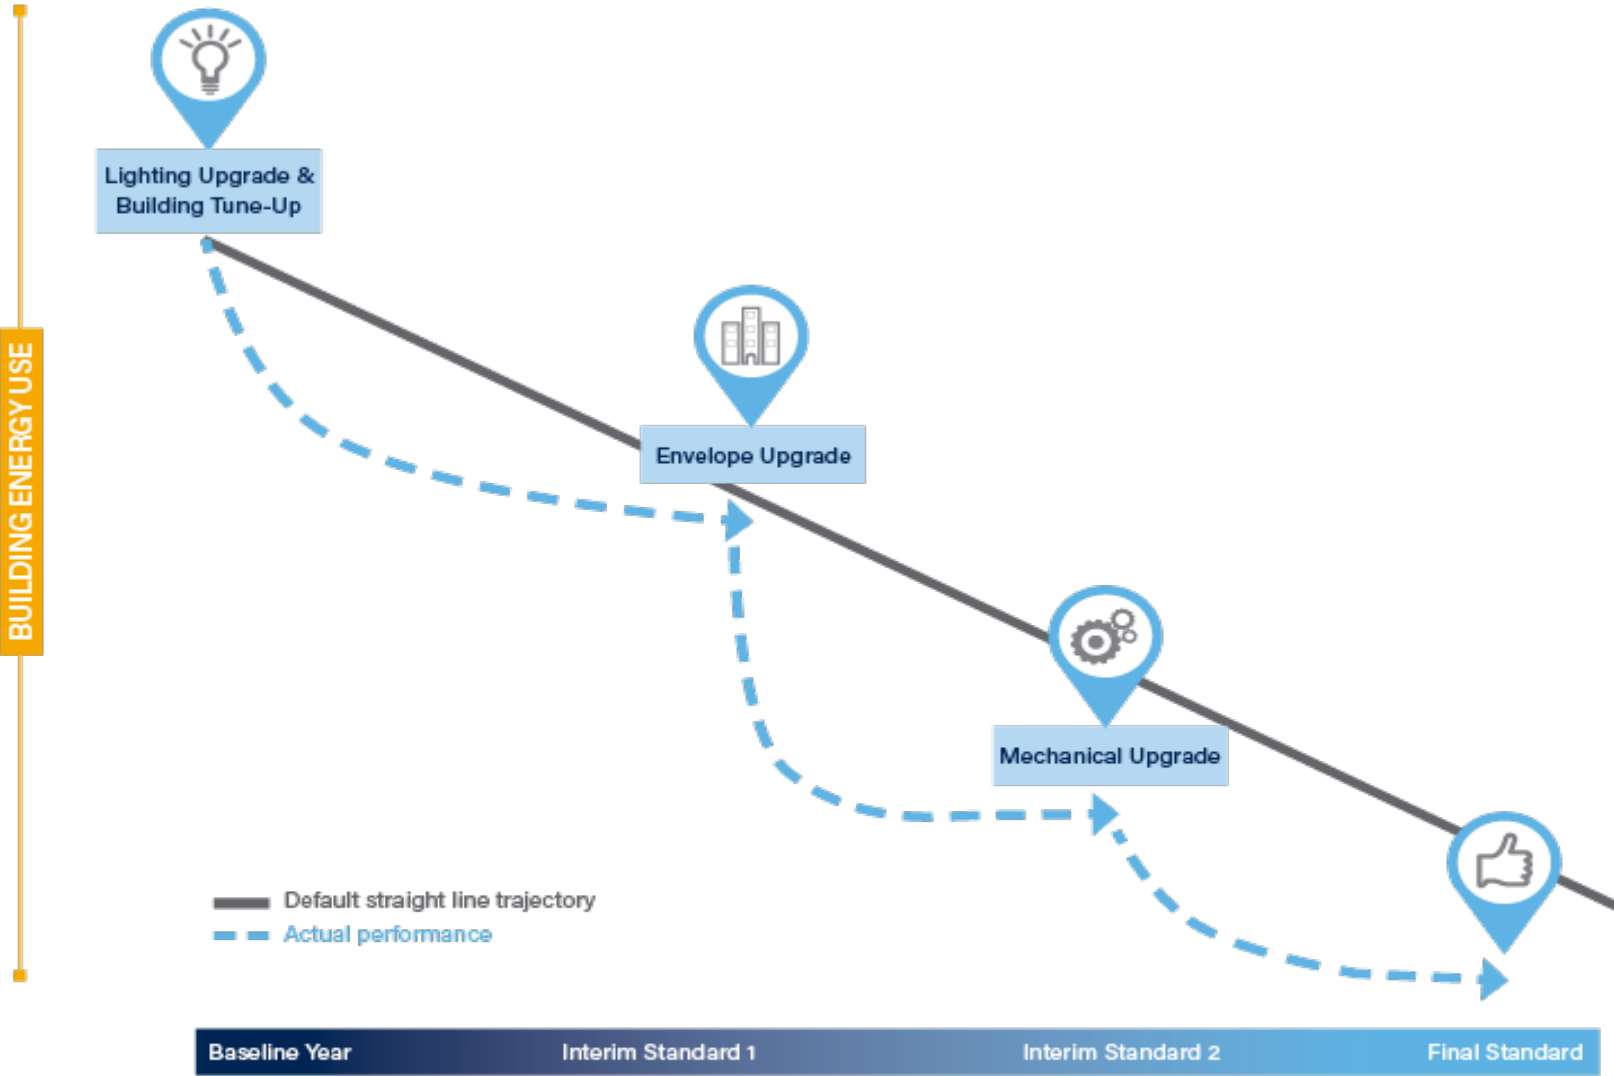 BUILDING ENERGY USE
Lighting Upgrade &
Building Tune-Up
Envelope Upgrade
Mechanical Upgrade
Default straight line trajectory
Actual performance
Baseline Year
Interim Standard 1
Interim Standard 2
Final Standard